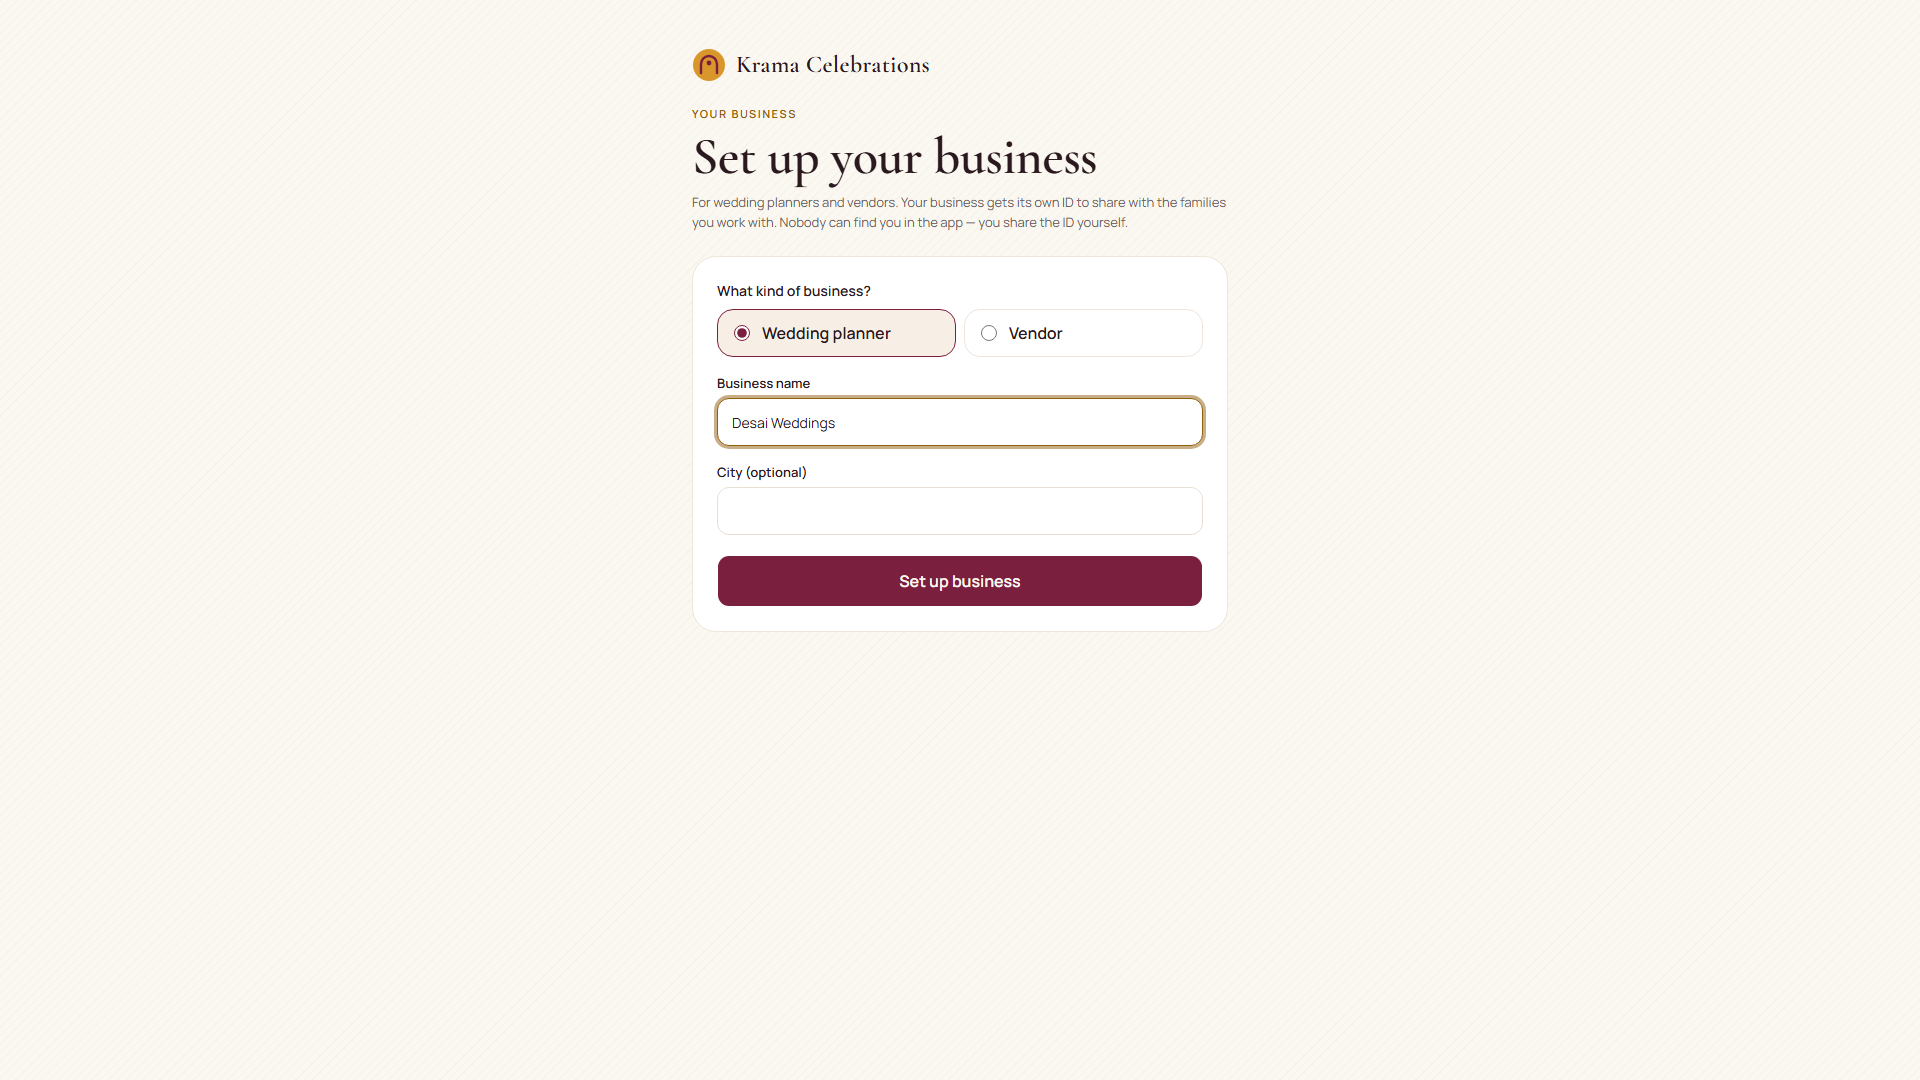 Krama Celebrations
YOUR BUSINESS
Set up your business
For wedding planners and vendors. Your business gets its own ID to share with the families
you work with. Nobody can find you in the app — you share the ID yourself.
What kind of business?
Wedding planner
Vendor
Business name
Desai Weddings
City (optional)
Set up business